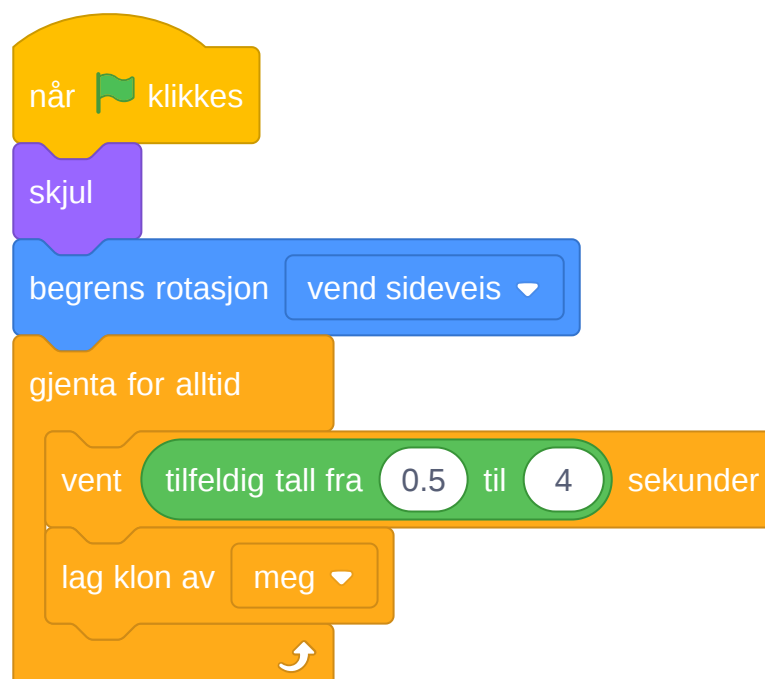 når klikkes
skjul
begrens rotasjon vend sideveis
gjenta for alltid
vent tilfeldig tall fra 0.5 til 4 sekunder
lag klon av meg